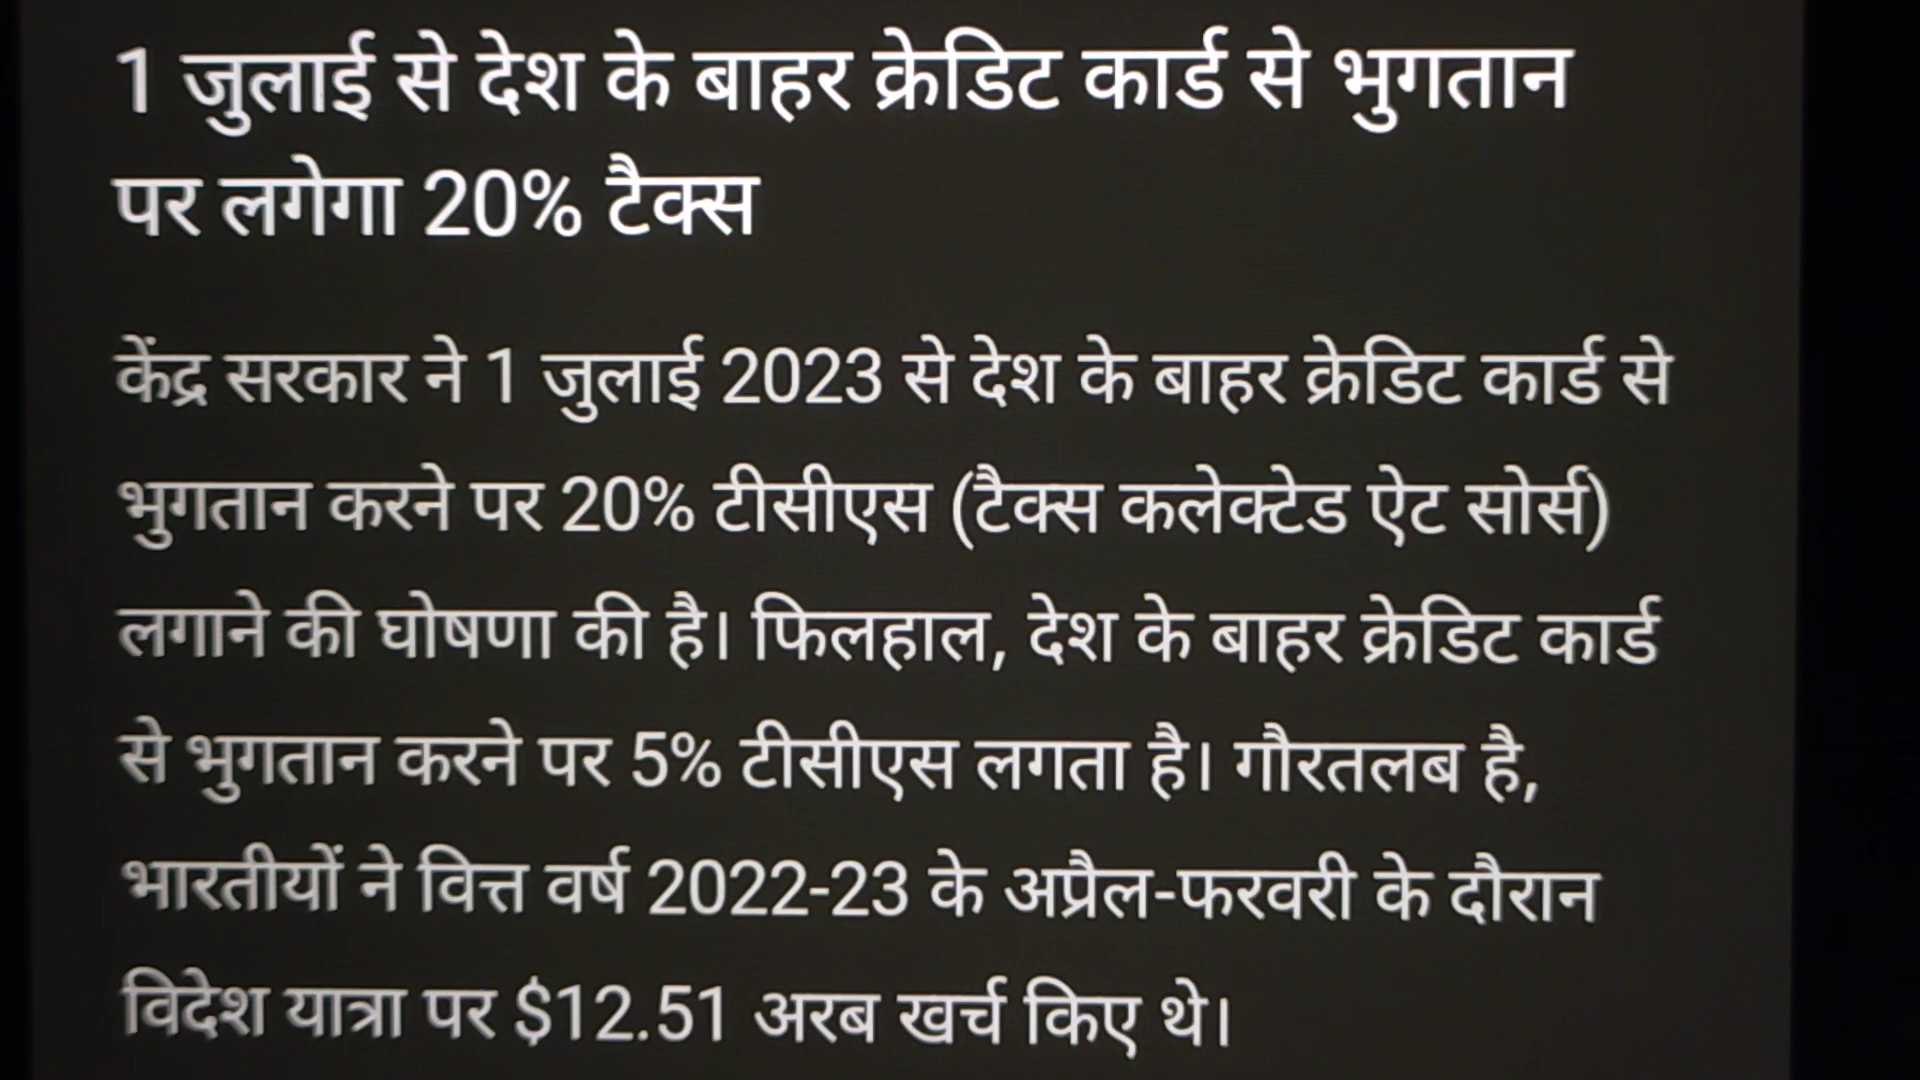 1 जुलाई से देश के बाहर क्रेडिट कार्ड से भुगतान
पर लगेगा 20% टैक्स
केंद्र सरकार ने 1 जुलाई 2023 से देश के बाहर क्रेडिट कार्ड से
भुगतान करने पर 20% टीसीएस (टैक्स कलेक्टेड ऐट सोर्स)
लगाने की घोषणा की है। फिलहाल, देश के बाहर क्रेडिट कार्ड
से भुगतान करने पर 5% टीसीएस लगता है। गौरतलब है,
भारतीयों ने वित्त वर्ष 2022-23 के अप्रैल-फरवरी के दौरान
विदेश यात्रा पर $12.51 अरब खर्च किए थे।